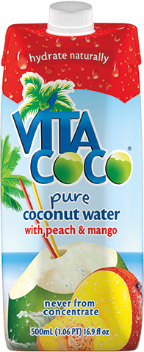 hydrate naturally
VITA
COCO®
pure
coconut water
with peach & mango
never from
concentrate
500mL (1.06 PT) 16.9 fl oz